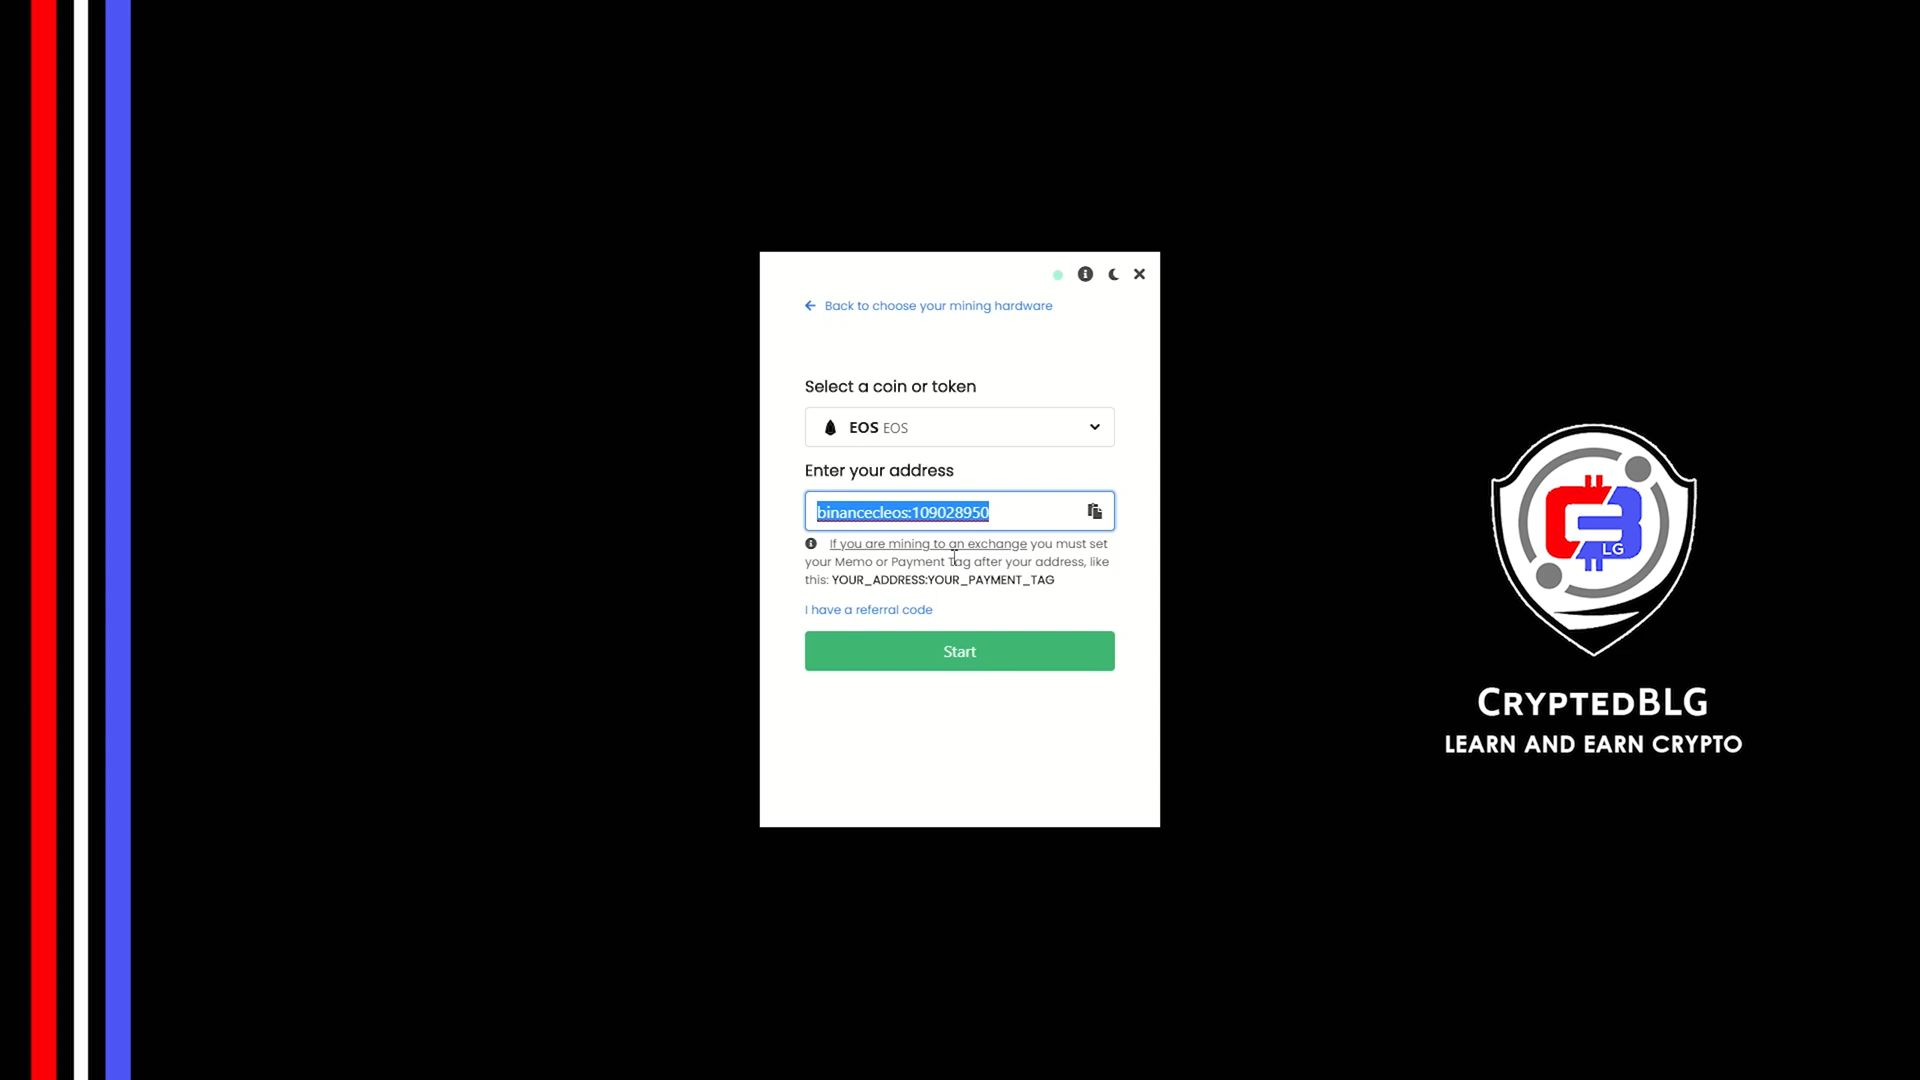 Back to choose your mining hardware
Select a coin or token
EOS EOS
Enter your address
binancecleos:109028950
If you are mining to an exchange you must set
your Memo or Payment Tag after your address, like
this: YOUR_ADDRESS:YOUR_PAYMENT_TAG
I have a referral code
Start
CB
LG
CRYPTEDBLG
LEARN AND EARN CRYPTO